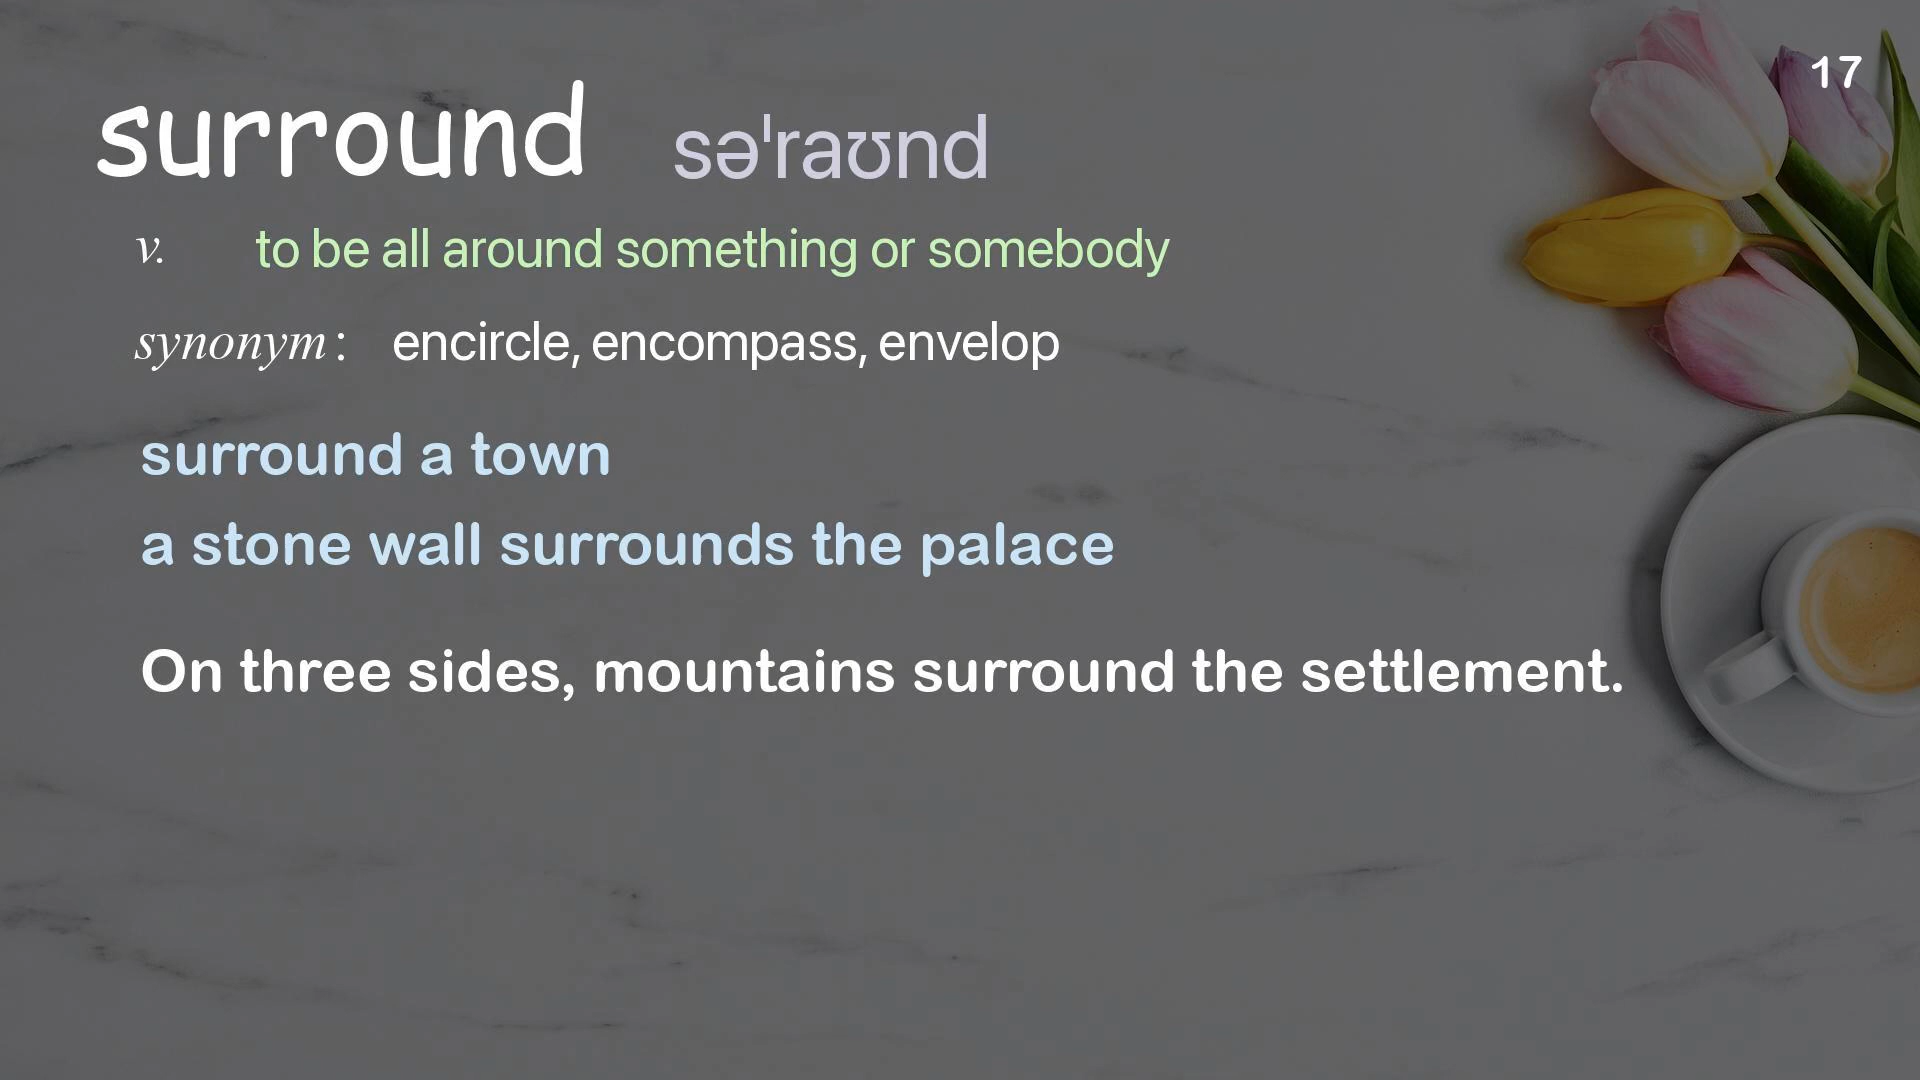 17
surround səˈraʊnd
v. to be all around something or somebody
synonym : encircle, encompass, envelop
surround a town
a stone wall surrounds the palace
On three sides, mountains surround the settlement.